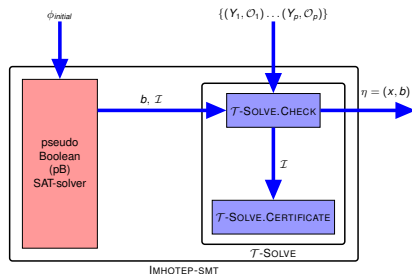 ϕinitial
{(Y1, 𝒪1) … (Yp, 𝒪p)}
η = (x, b)
b, ℐ
𝒯-SOLVE.CHECK
pseudo
Boolean
(pB)
SAT-solver
ℐ
𝒯-SOLVE.CERTIFICATE
𝒯-SOLVE
IMHOTEP-SMT